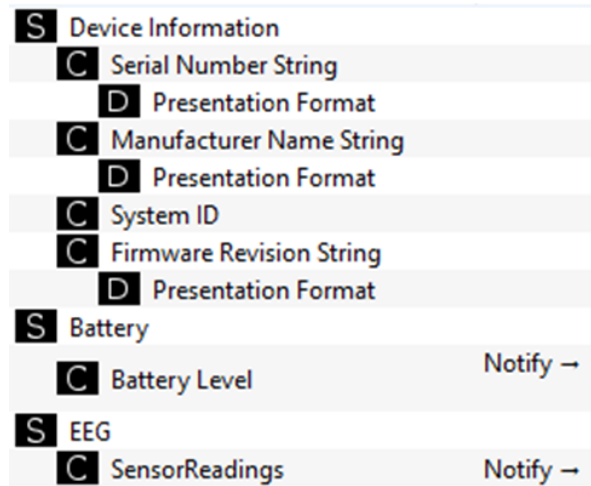 S Device Information
C Serial Number String
D Presentation Format
C Manufacturer Name String
D Presentation Format
C System ID
C Firmware Revision String
D Presentation Format
S Battery
C Battery Level Notify →
S EEG
C SensorReadings Notify →